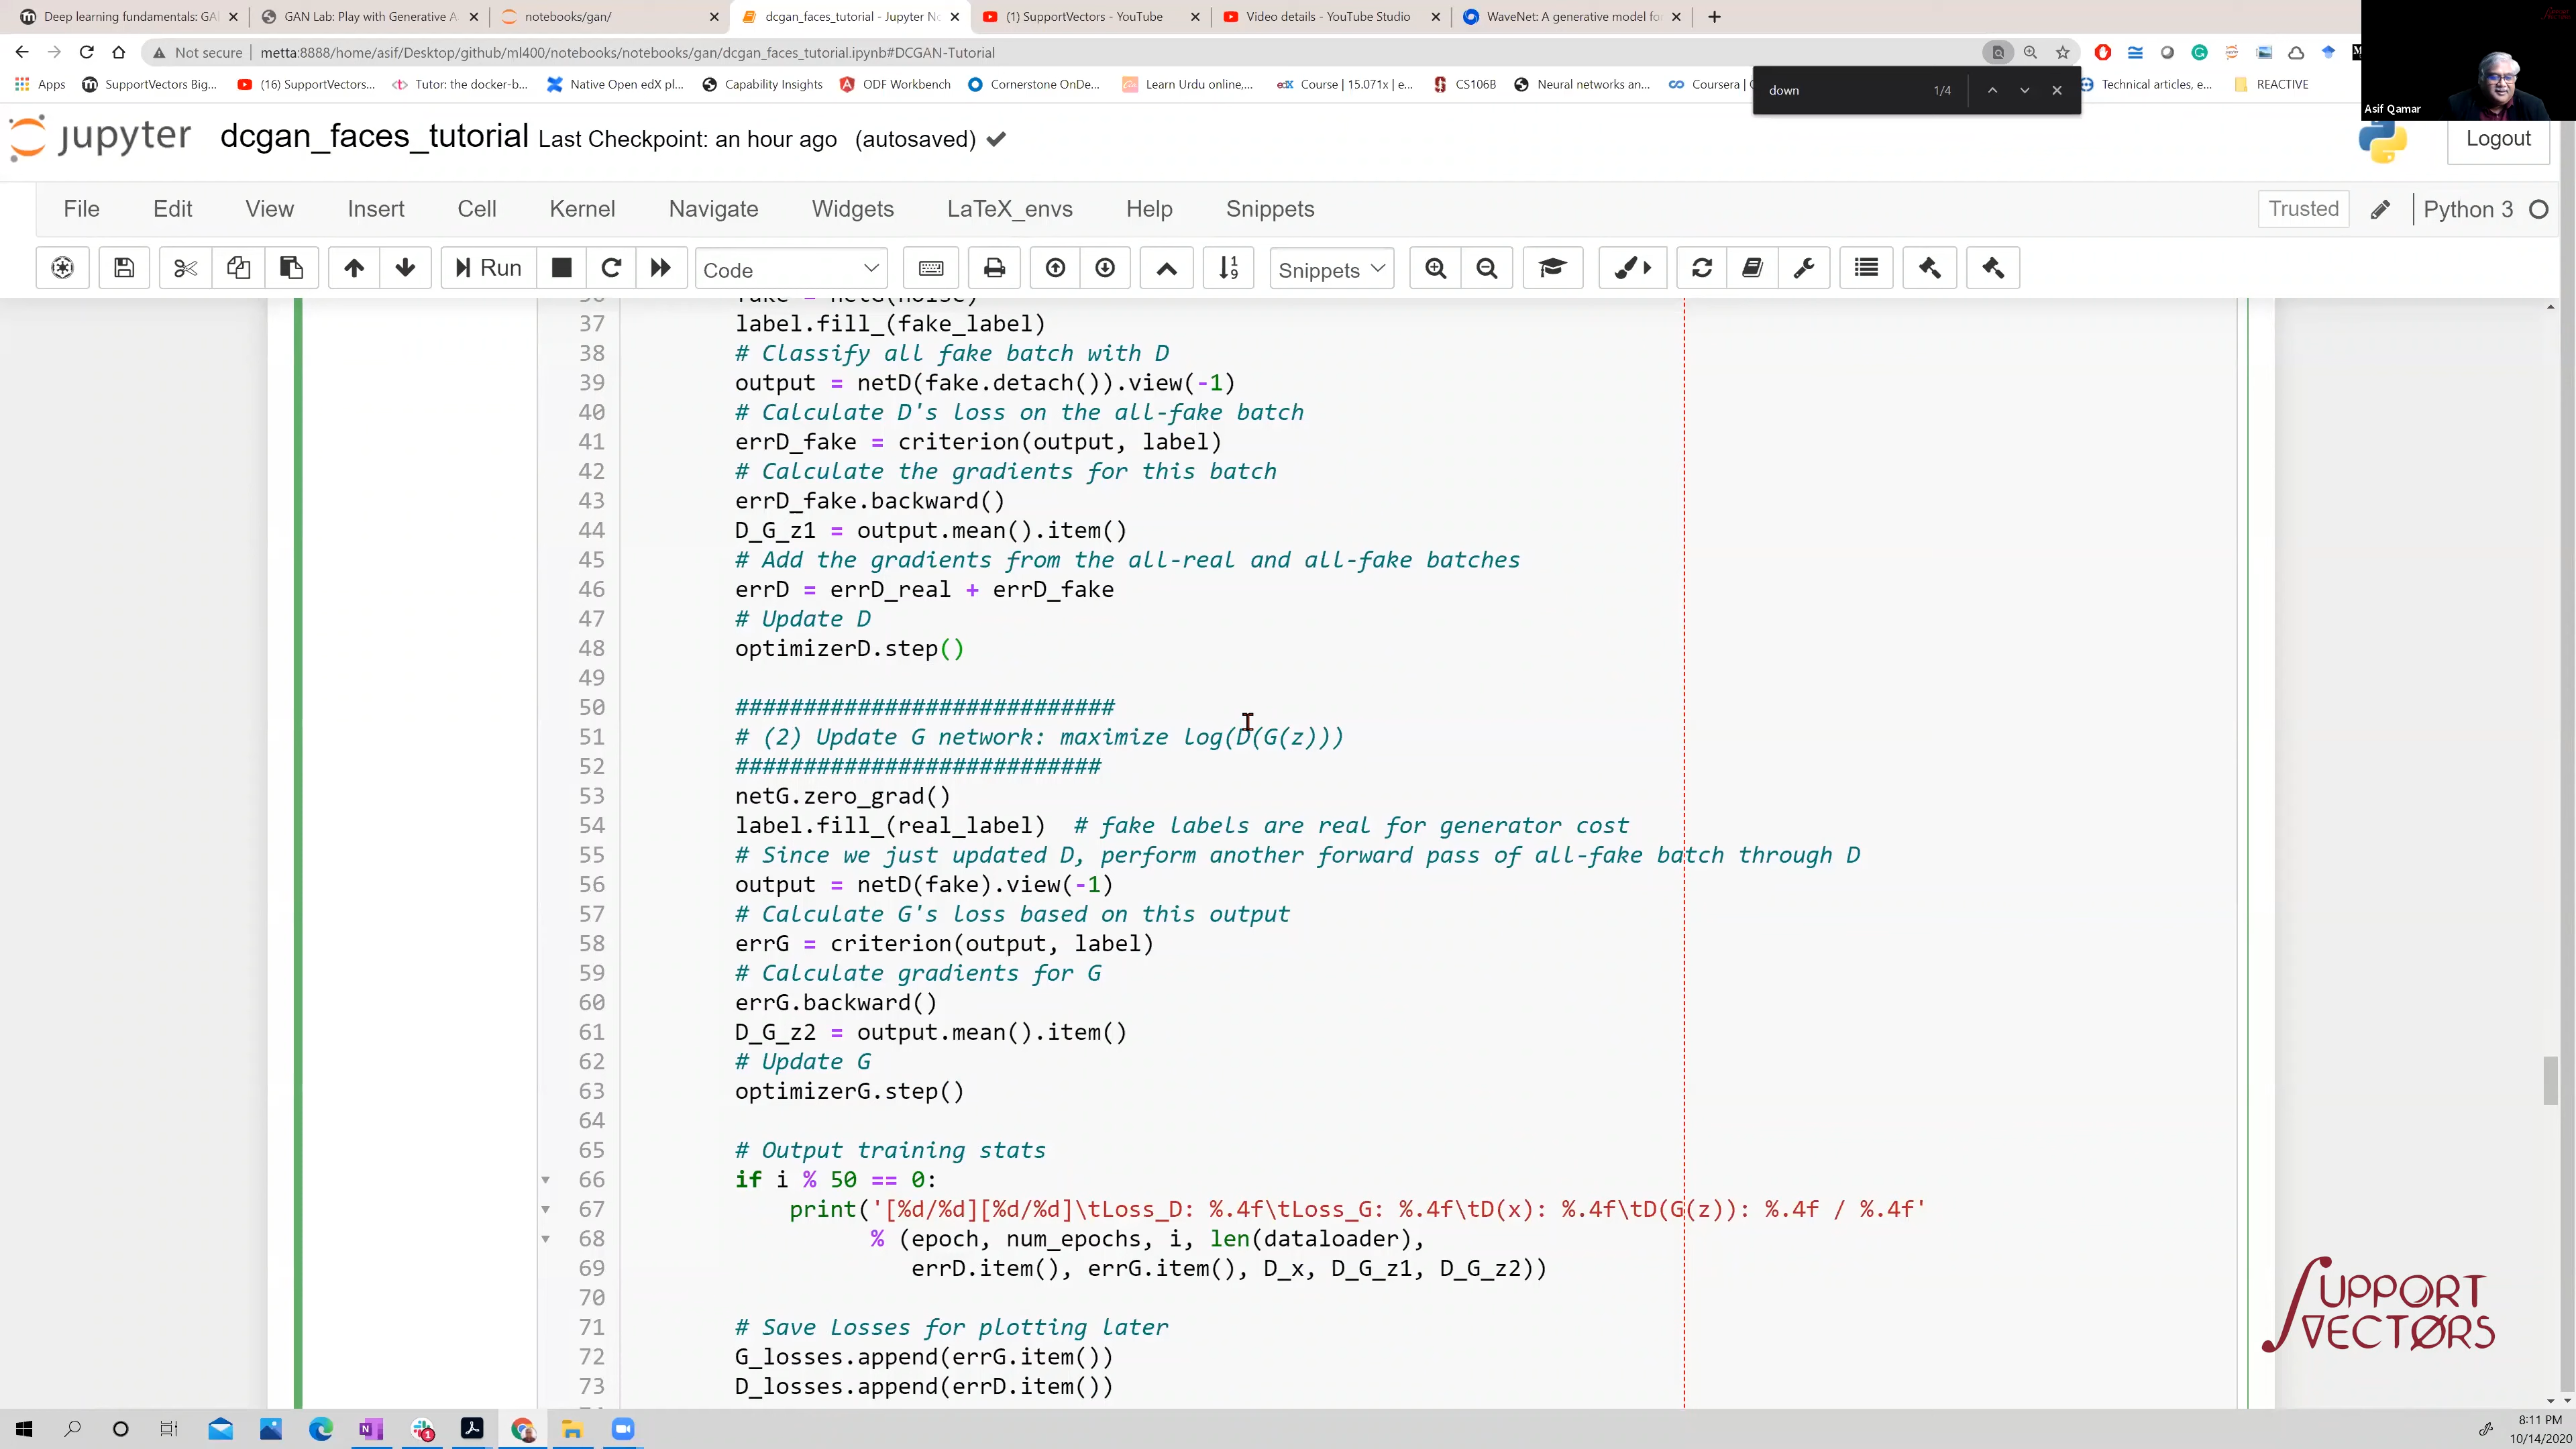 Deep learning fundamentals: GA
GAN Lab: Play with Generative A
notebooks/gan/
dcgan_faces_tutorial - Jupyter No
(1) SupportVectors - YouTube
Video details - YouTube Studio
WaveNet: A generative model fo
Not secure
metta:8888/home/asif/Desktop/github/ml400/notebooks/notebooks/gan/dcgan_faces_tutorial.ipynb#DCGAN-Tutorial
Apps
SupportVectors Big...
(16) SupportVectors...
Tutor: the docker-b...
Native Open edX pl...
Capability Insights
ODF Workbench
Cornerstone OnDe...
Learn Urdu online,...
edX
Course | 15.071x | e...
CS106B
Neural networks an...
Coursera |
Technical articles, e...
REACTIVE
down
1/4
Asif Qamar
jupyter
dcgan_faces_tutorial
Last Checkpoint: an hour ago
(autosaved)
Logout
File
Edit
View
Insert
Cell
Kernel
Navigate
Widgets
LaTeX_envs
Help
Snippets
Trusted
Python 3
Run
Code
Snippets
36 fake = netG(noise)
37 label.fill_(fake_label)
38 # Classify all fake batch with D
39 output = netD(fake.detach()).view(-1)
40 # Calculate D's loss on the all-fake batch
41 errD_fake = criterion(output, label)
42 # Calculate the gradients for this batch
43 errD_fake.backward()
44 D_G_z1 = output.mean().item()
45 # Add the gradients from the all-real and all-fake batches
46 errD = errD_real + errD_fake
47 # Update D
48 optimizerD.step()
49
50 ############################
51 # (2) Update G network: maximize log(D(G(z)))
52 ###########################
53 netG.zero_grad()
54 label.fill_(real_label)  # fake labels are real for generator cost
55 # Since we just updated D, perform another forward pass of all-fake batch through D
56 output = netD(fake).view(-1)
57 # Calculate G's loss based on this output
58 errG = criterion(output, label)
59 # Calculate gradients for G
60 errG.backward()
61 D_G_z2 = output.mean().item()
62 # Update G
63 optimizerG.step()
64
65 # Output training stats
66 if i % 50 == 0:
67 print('[%d/%d][%d/%d]\tLoss_D: %.4f\tLoss_G: %.4f\tD(x): %.4f\tD(G(z)): %.4f / %.4f'
68 % (epoch, num_epochs, i, len(dataloader),
69 errD.item(), errG.item(), D_x, D_G_z1, D_G_z2))
70
71 # Save Losses for plotting later
72 G_losses.append(errG.item())
73 D_losses.append(errD.item())
SUPPORT
VECTORS
8:11 PM
10/14/2020